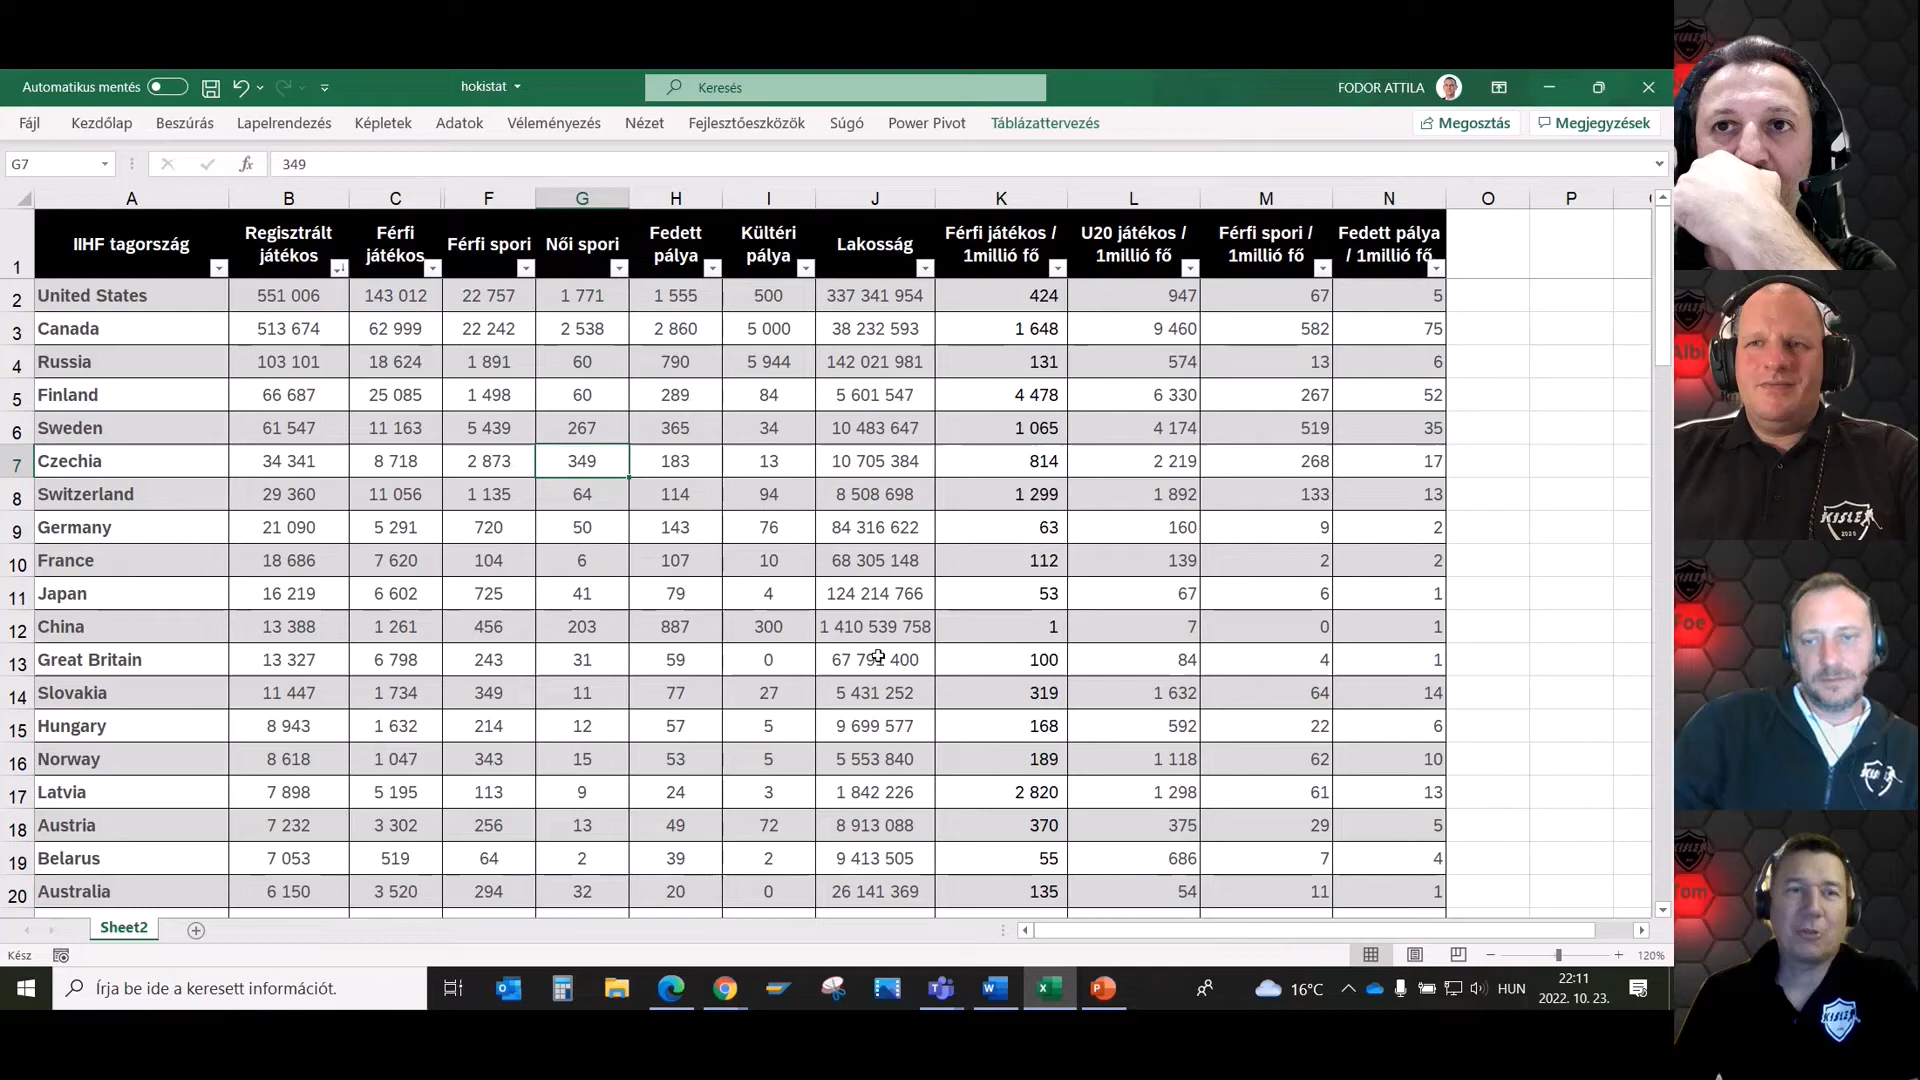 Automatikus mentés
hokistat
Keresés
FODOR ATTILA
Fájl Kezdőlap Beszúrás Lapelrendezés Képletek Adatok Véleményezés Nézet Fejlesztőeszközök Súgó Power Pivot Táblázattervezés Megosztás Megjegyzések
G7 fx 349
A B C F G H I J K L M N O P
1 IIHF tagország Regisztrált játékos Férfi játékos Férfi spori Női spori Fedett pálya Kültéri pálya Lakosság Férfi játékos / 1millió fő U20 játékos / 1millió fő Férfi spori / 1millió fő Fedett pálya / 1millió fő
2 United States 551 006 143 012 22 757 1 771 1 555 500 337 341 954 424 947 67 5
3 Canada 513 674 62 999 22 242 2 538 2 860 5 000 38 232 593 1 648 9 460 582 75
4 Russia 103 101 18 624 1 891 60 790 5 944 142 021 981 131 574 13 6
5 Finland 66 687 25 085 1 498 60 289 84 5 601 547 4 478 6 330 267 52
6 Sweden 61 547 11 163 5 439 267 365 34 10 483 647 1 065 4 174 519 35
7 Czechia 34 341 8 718 2 873 349 183 13 10 705 384 814 2 219 268 17
8 Switzerland 29 360 11 056 1 135 64 114 94 8 508 698 1 299 1 892 133 13
9 Germany 21 090 5 291 720 50 143 76 84 316 622 63 160 9 2
10 France 18 686 7 620 104 6 107 10 68 305 148 112 139 2 2
11 Japan 16 219 6 602 725 41 79 4 124 214 766 53 67 6 1
12 China 13 388 1 261 456 203 887 300 1 410 539 758 1 7 0 1
13 Great Britain 13 327 6 798 243 31 59 0 67 791 400 100 84 4 1
14 Slovakia 11 447 1 734 349 11 77 27 5 431 252 319 1 632 64 14
15 Hungary 8 943 1 632 214 12 57 5 9 699 577 168 592 22 6
16 Norway 8 618 1 047 343 15 53 5 5 553 840 189 1 118 62 10
17 Latvia 7 898 5 195 113 9 24 3 1 842 226 2 820 1 298 61 13
18 Austria 7 232 3 302 256 13 49 72 8 913 088 370 375 29 5
19 Belarus 7 053 519 64 2 39 2 9 413 505 55 686 7 4
20 Australia 6 150 3 520 294 32 20 0 26 141 369 135 54 11 1
Sheet2
Kész 120%
Írja be ide a keresett információt.
16°C HUN
22:11
2022. 10. 23.
Albi
KISLER
2020
Foe
Tom
KISLER